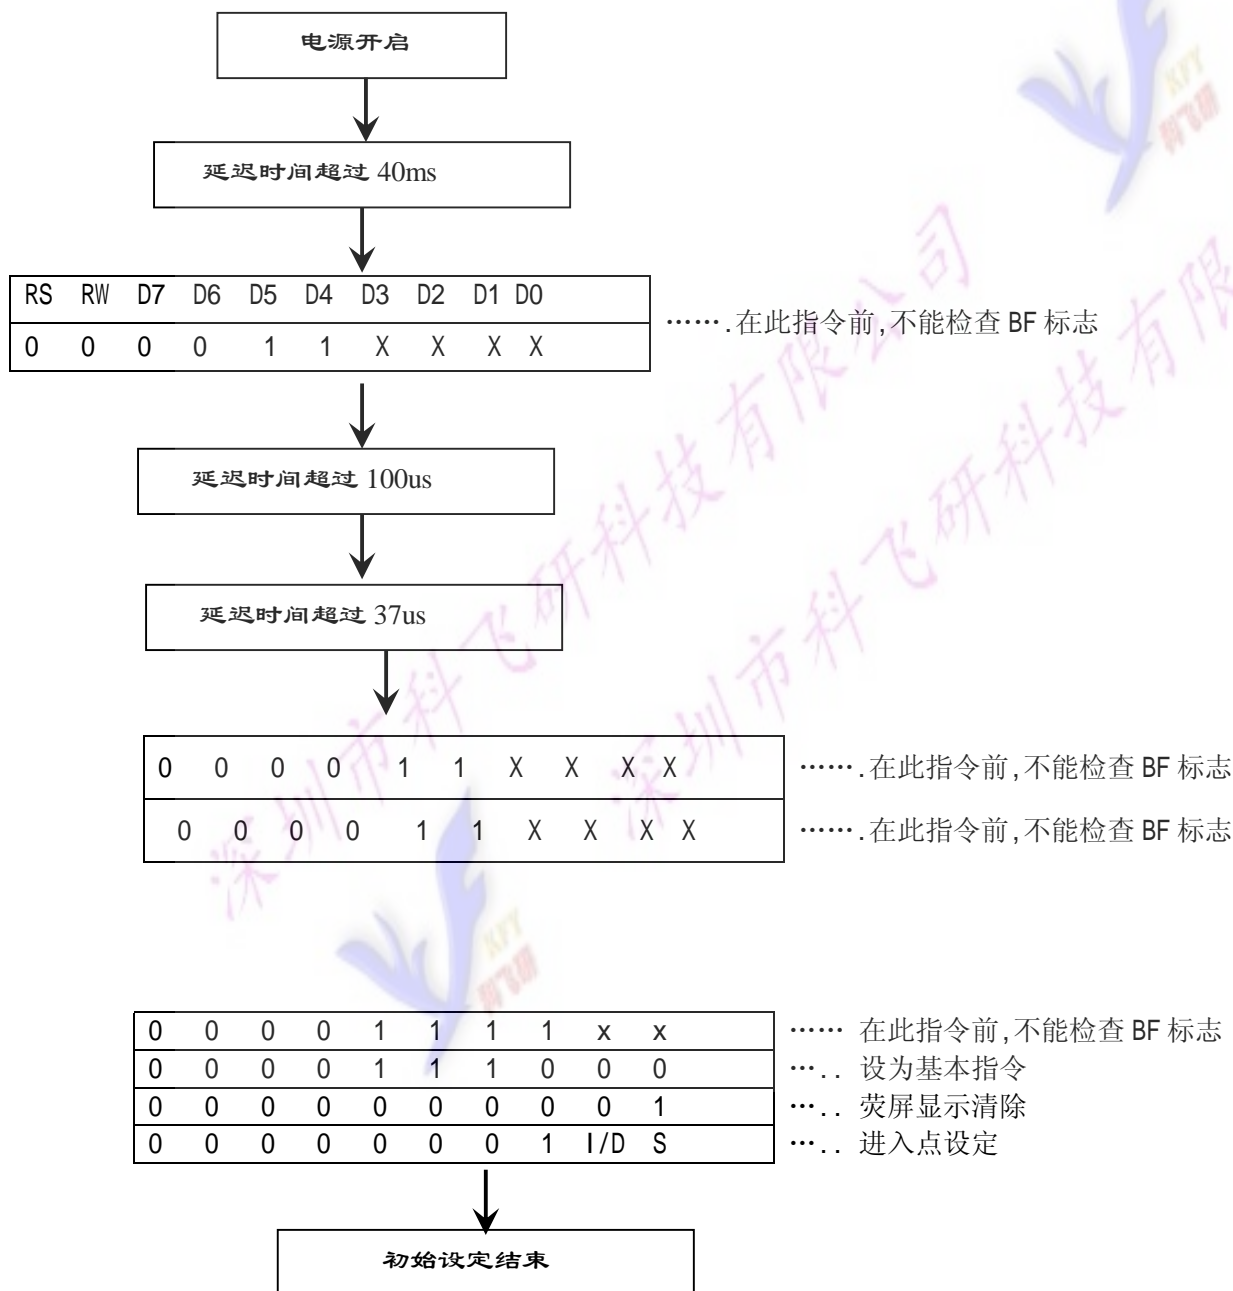 电源开启
延迟时间超过 40ms
RS RW D7 D6 D5 D4 D3 D2 D1 D0
0 0 0 0 1 1 X X X X
…….在此指令前,不能检查 BF 标志
延迟时间超过 100us
延迟时间超过 37us
0 0 0 0 1 1 X X X X
…….在此指令前,不能检查 BF 标志
0 0 0 0 1 1 X X X X
…….在此指令前,不能检查 BF 标志
0 0 0 0 1 1 1 1 x x
…… 在此指令前,不能检查 BF 标志
0 0 0 0 1 1 1 0 0 0
….. 设为基本指令
0 0 0 0 0 0 0 0 0 1
….. 荧屏显示清除
0 0 0 0 0 0 0 1 I/D S
….. 进入点设定
初始设定结束
深圳市科飞研科技有限公司
深圳市科飞研科技有限
KFY
科飞研
KFY
科飞研